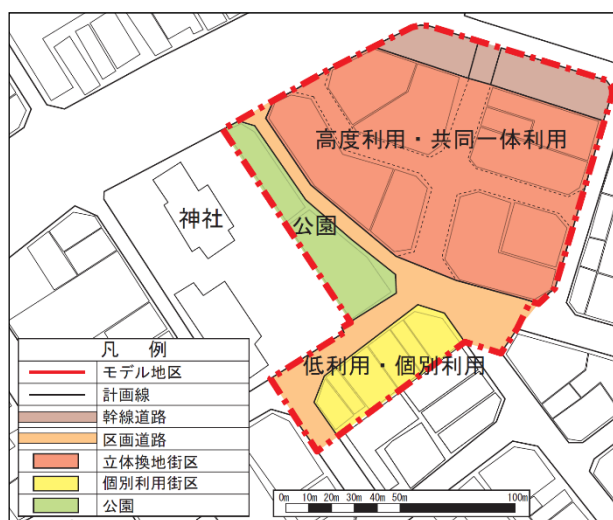 高度利用・共同一体利用
神社
公園
低利用・個別利用
凡 例
モデル地区
計画線
幹線道路
区画道路
立体換地街区
個別利用街区
公園
0m 10m 20m 30m 40m 50m 100m